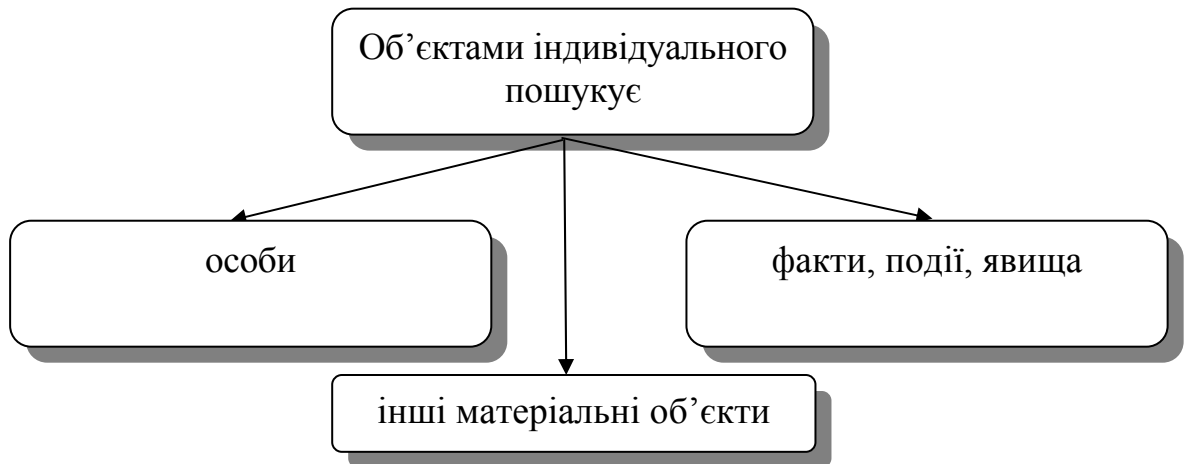 Об’єктами індивідуального
пошукує
особи
факти, події, явища
інші матеріальні об’єкти